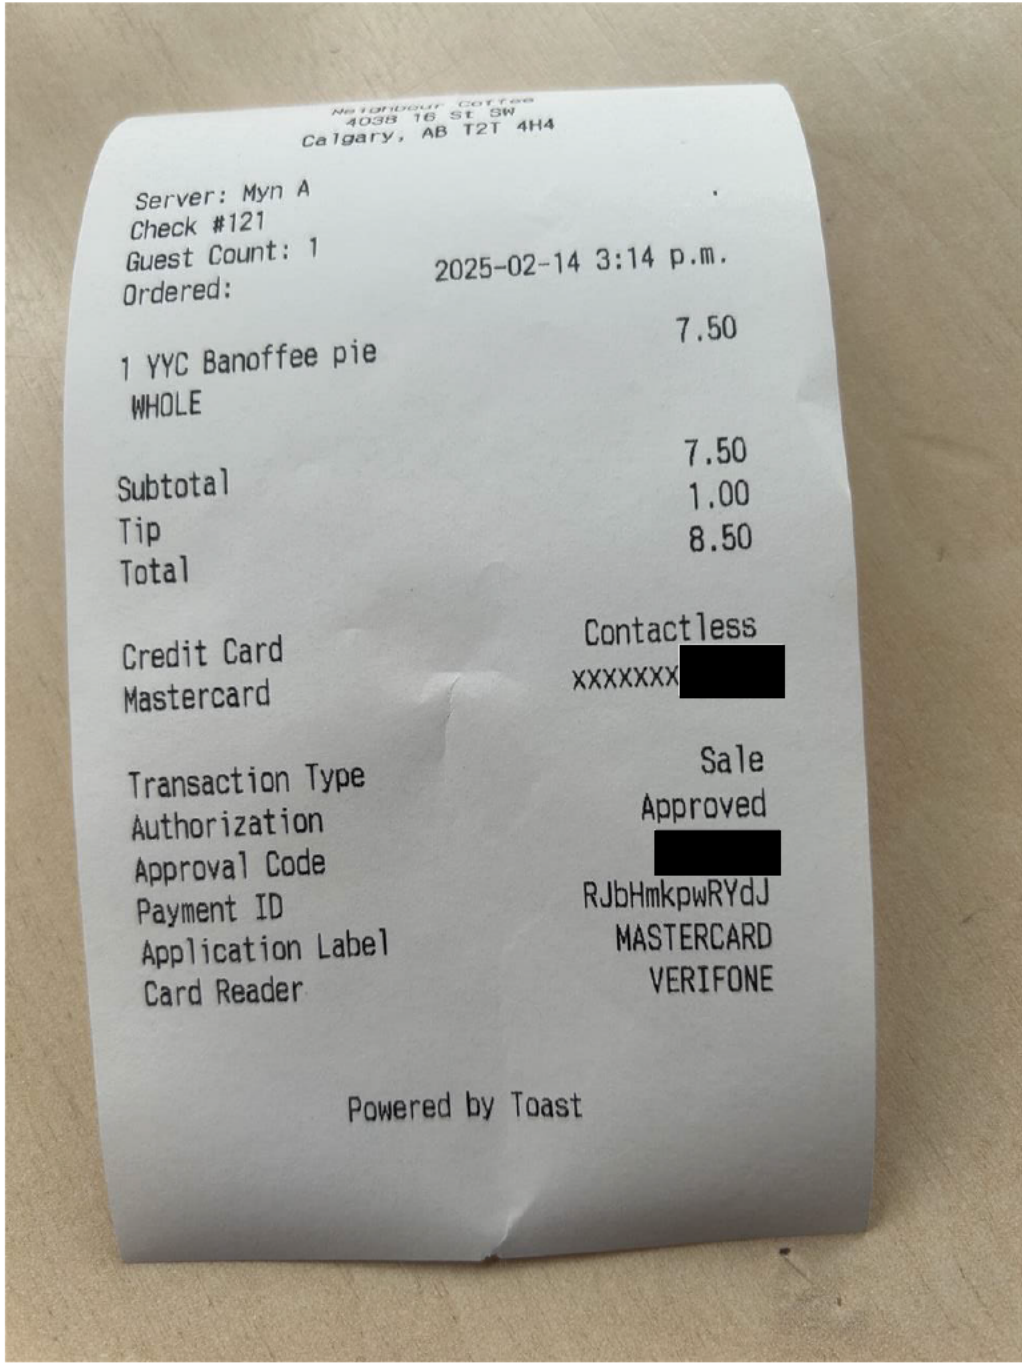 Neighbour Coffee
4038 16 St SW
Calgary, AB T2T 4H4
Server: Myn A
Check #121
Guest Count: 1
Ordered: 2025-02-14 3:14 p.m.
1 YYC Banoffee pie 7.50
WHOLE
Subtotal 7.50
Tip 1.00
Total 8.50
Credit Card Contactless
Mastercard xxxxxxx
Transaction Type Sale
Authorization Approved
Approval Code
Payment ID RJbHmkpwRYdJ
Application Label MASTERCARD
Card Reader VERIFONE
Powered by Toast